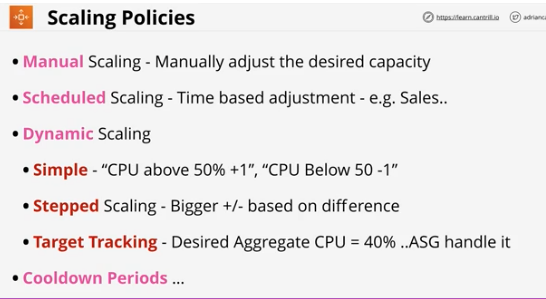 Scaling Policies
https://learn.cantrill.io
• Manual Scaling - Manually adjust the desired capacity
• Scheduled Scaling - Time based adjustment - e.g. Sales..
• Dynamic Scaling
• Simple - “CPU above 50% +1”, “CPU Below 50 -1”
• Stepped Scaling - Bigger +/- based on difference
• Target Tracking - Desired Aggregate CPU = 40% ..ASG handle it
• Cooldown Periods ...